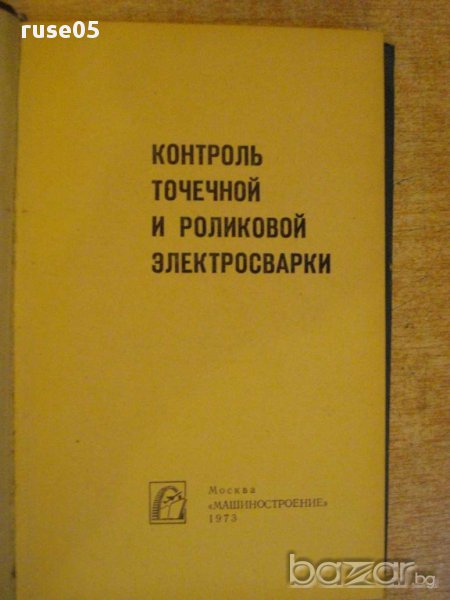 ruse05
КОНТРОЛЬ
ТОЧЕЧНОЙ
И РОЛИКОВОЙ
ЭЛЕКТРОСВАРКИ
Москва
«МАШИНОСТРОЕНИЕ»
1973
bazar.bg